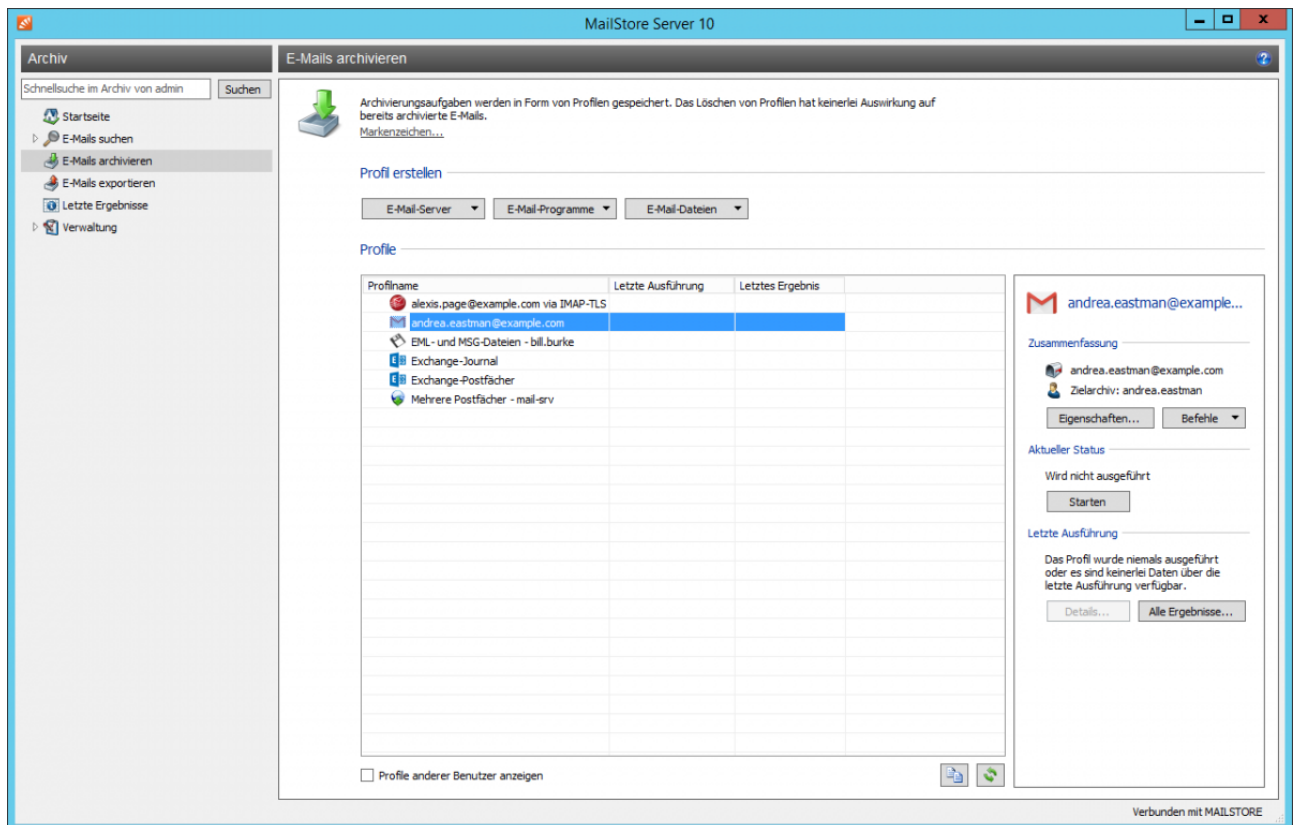 MailStore Server 10
Archiv
E-Mails archivieren
Schnellsuche im Archiv von admin
Suchen
Startseite
E-Mails suchen
E-Mails archivieren
E-Mails exportieren
Letzte Ergebnisse
Verwaltung
Archivierungsaufgaben werden in Form von Profilen gespeichert. Das Löschen von Profilen hat keinerlei Auswirkung auf
bereits archivierte E-Mails.
Markenzeichen...
Profil erstellen
E-Mail-Server
E-Mail-Programme
E-Mail-Dateien
Profile
Profilname Letzte Ausführung Letztes Ergebnis
alexis.page@example.com via IMAP-TLS
andrea.eastman@example.com
EML- und MSG-Dateien - bill.burke
Exchange-Journal
Exchange-Postfächer
Mehrere Postfächer - mail-srv
Profile anderer Benutzer anzeigen
andrea.eastman@example...
Zusammenfassung
andrea.eastman@example.com
Zielarchiv: andrea.eastman
Eigenschaften... Befehle
Aktueller Status
Wird nicht ausgeführt
Starten
Letzte Ausführung
Das Profil wurde niemals ausgeführt
oder es sind keinerlei Daten über die
letzte Ausführung verfügbar.
Details... Alle Ergebnisse...
Verbunden mit MAILSTORE